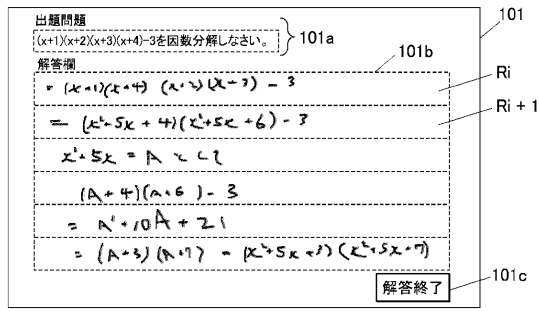 出題問題
(x+1)(x+2)(x+3)(x+4)-3を因数分解しなさい。
101a
101
解答欄
101b
= (x+1)(x+4) (x+2)(x+3) - 3
Ri
= (x²+5x+4)(x²+5x+6) - 3
Ri + 1
x²+5x = A として
(A+4)(A+6) - 3
= A²+10A+21
= (A+3)(A+7) = (x²+5x+3)(x²+5x+7)
解答終了
101c